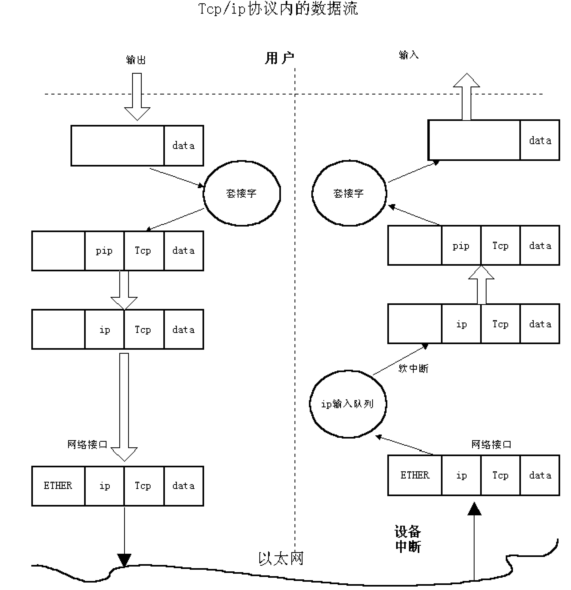 Tcp/ip协议内的数据流
输出
用户
输入
data
data
套接字
套接字
pip Tcp data
pip Tcp data
ip Tcp data
ip Tcp data
软中断
ip输入队列
网络接口
网络接口
ETHER ip Tcp data
ETHER ip Tcp data
设备
中断
以太网